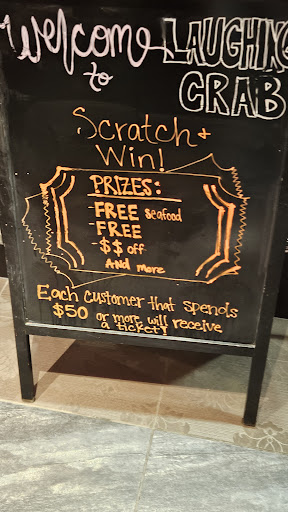 Welcome LAUGHING
to CRAB
Scratch +
Win!
PRIZES:
-FREE Seafood
-FREE
-$$ off
And more
Each Customer that spends
$50 or more will receive
a ticket!